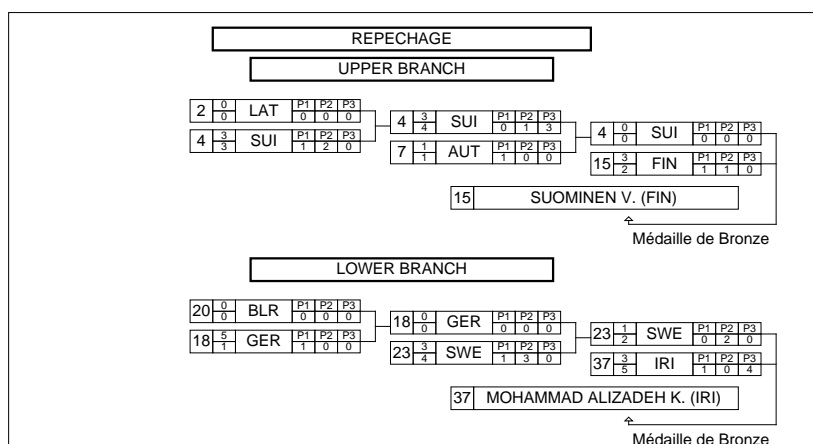 REPECHAGE
UPPER BRANCH
2 0 0 LAT P1 P2 P3 0 0 0
4 3 3 SUI P1 P2 P3 1 2 0
4 3 4 SUI P1 P2 P3 0 1 3
7 1 1 AUT P1 P2 P3 1 0 0
4 0 0 SUI P1 P2 P3 0 0 0
15 3 2 FIN P1 P2 P3 1 1 0
15 SUOMINEN V. (FIN)
Médaille de Bronze
LOWER BRANCH
20 0 0 BLR P1 P2 P3 0 0 0
18 5 1 GER P1 P2 P3 1 0 0
18 0 0 GER P1 P2 P3 0 0 0
23 3 4 SWE P1 P2 P3 1 3 0
23 1 2 SWE P1 P2 P3 0 2 0
37 3 5 IRI P1 P2 P3 1 0 4
37 MOHAMMAD ALIZADEH K. (IRI)
Médaille de Bronze